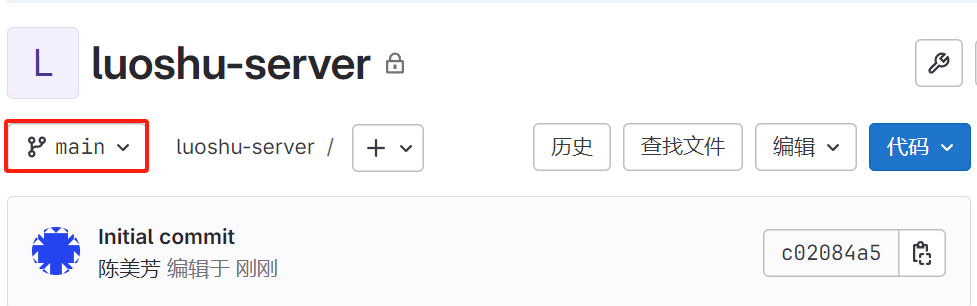 L luoshu-server
main luoshu-server / + 历史 查找文件 编辑 代码
Initial commit
陈美芳 编辑于 刚刚
c02084a5